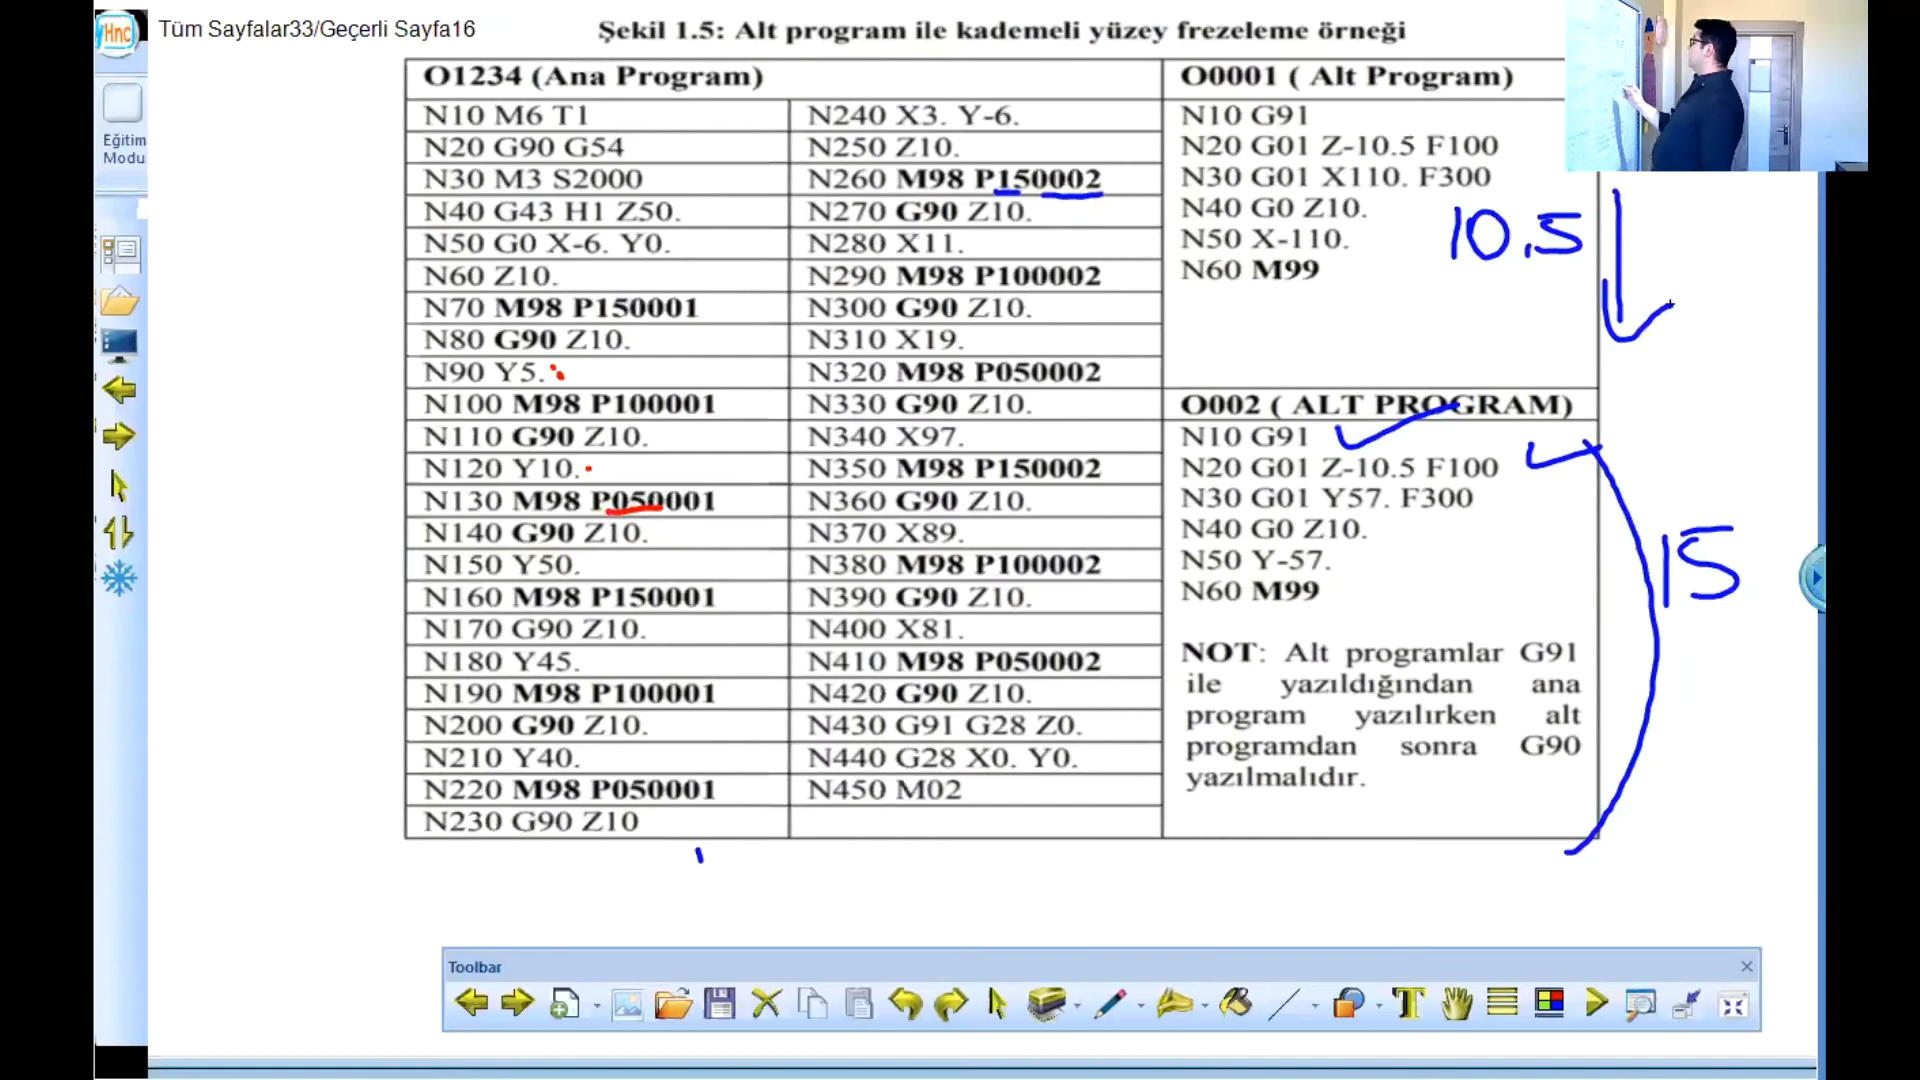 Hnc
Tüm Sayfalar33/Geçerli Sayfa16
Eğitim
Modu
Şekil 1.5: Alt program ile kademeli yüzey frezeleme örneği
O1234 (Ana Program)
N10 M6 T1
N20 G90 G54
N30 M3 S2000
N40 G43 H1 Z50.
N50 G0 X-6. Y0.
N60 Z10.
N70 M98 P150001
N80 G90 Z10.
N90 Y5.
N100 M98 P100001
N110 G90 Z10.
N120 Y10.
N130 M98 P050001
N140 G90 Z10.
N150 Y50.
N160 M98 P150001
N170 G90 Z10.
N180 Y45.
N190 M98 P100001
N200 G90 Z10.
N210 Y40.
N220 M98 P050001
N230 G90 Z10
N240 X3. Y-6.
N250 Z10.
N260 M98 P150002
N270 G90 Z10.
N280 X11.
N290 M98 P100002
N300 G90 Z10.
N310 X19.
N320 M98 P050002
N330 G90 Z10.
N340 X97.
N350 M98 P150002
N360 G90 Z10.
N370 X89.
N380 M98 P100002
N390 G90 Z10.
N400 X81.
N410 M98 P050002
N420 G90 Z10.
N430 G91 G28 Z0.
N440 G28 X0. Y0.
N450 M02
O0001 ( Alt Program)
N10 G91
N20 G01 Z-10.5 F100
N30 G01 X110. F300
N40 G0 Z10.
N50 X-110.
N60 M99
10.5
O002 ( ALT PROGRAM)
N10 G91
N20 G01 Z-10.5 F100
N30 G01 Y57. F300
N40 G0 Z10.
N50 Y-57.
N60 M99
15
NOT: Alt programlar G91
ile yazıldığından ana
program yazılırken alt
programdan sonra G90
yazılmalıdır.
Toolbar